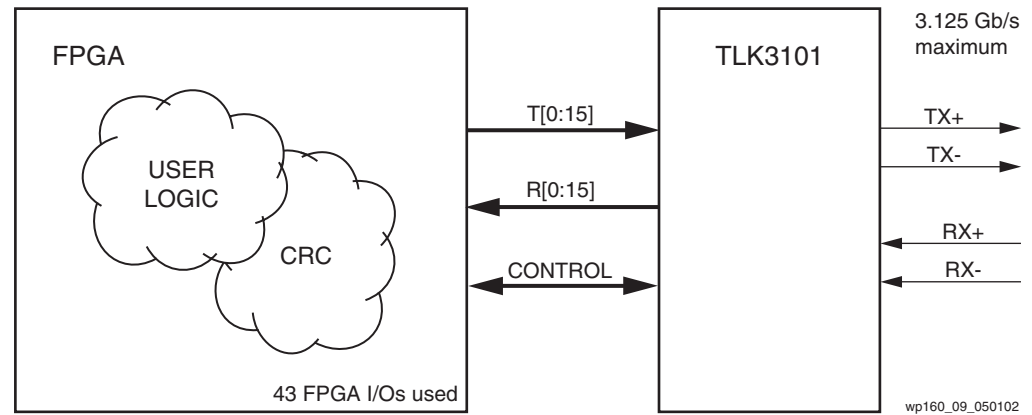 FPGA
USER
LOGIC
CRC
43 FPGA I/Os used
T[0:15]
R[0:15]
CONTROL
TLK3101
3.125 Gb/s
maximum
TX+
TX-
RX+
RX-
wp160_09_050102